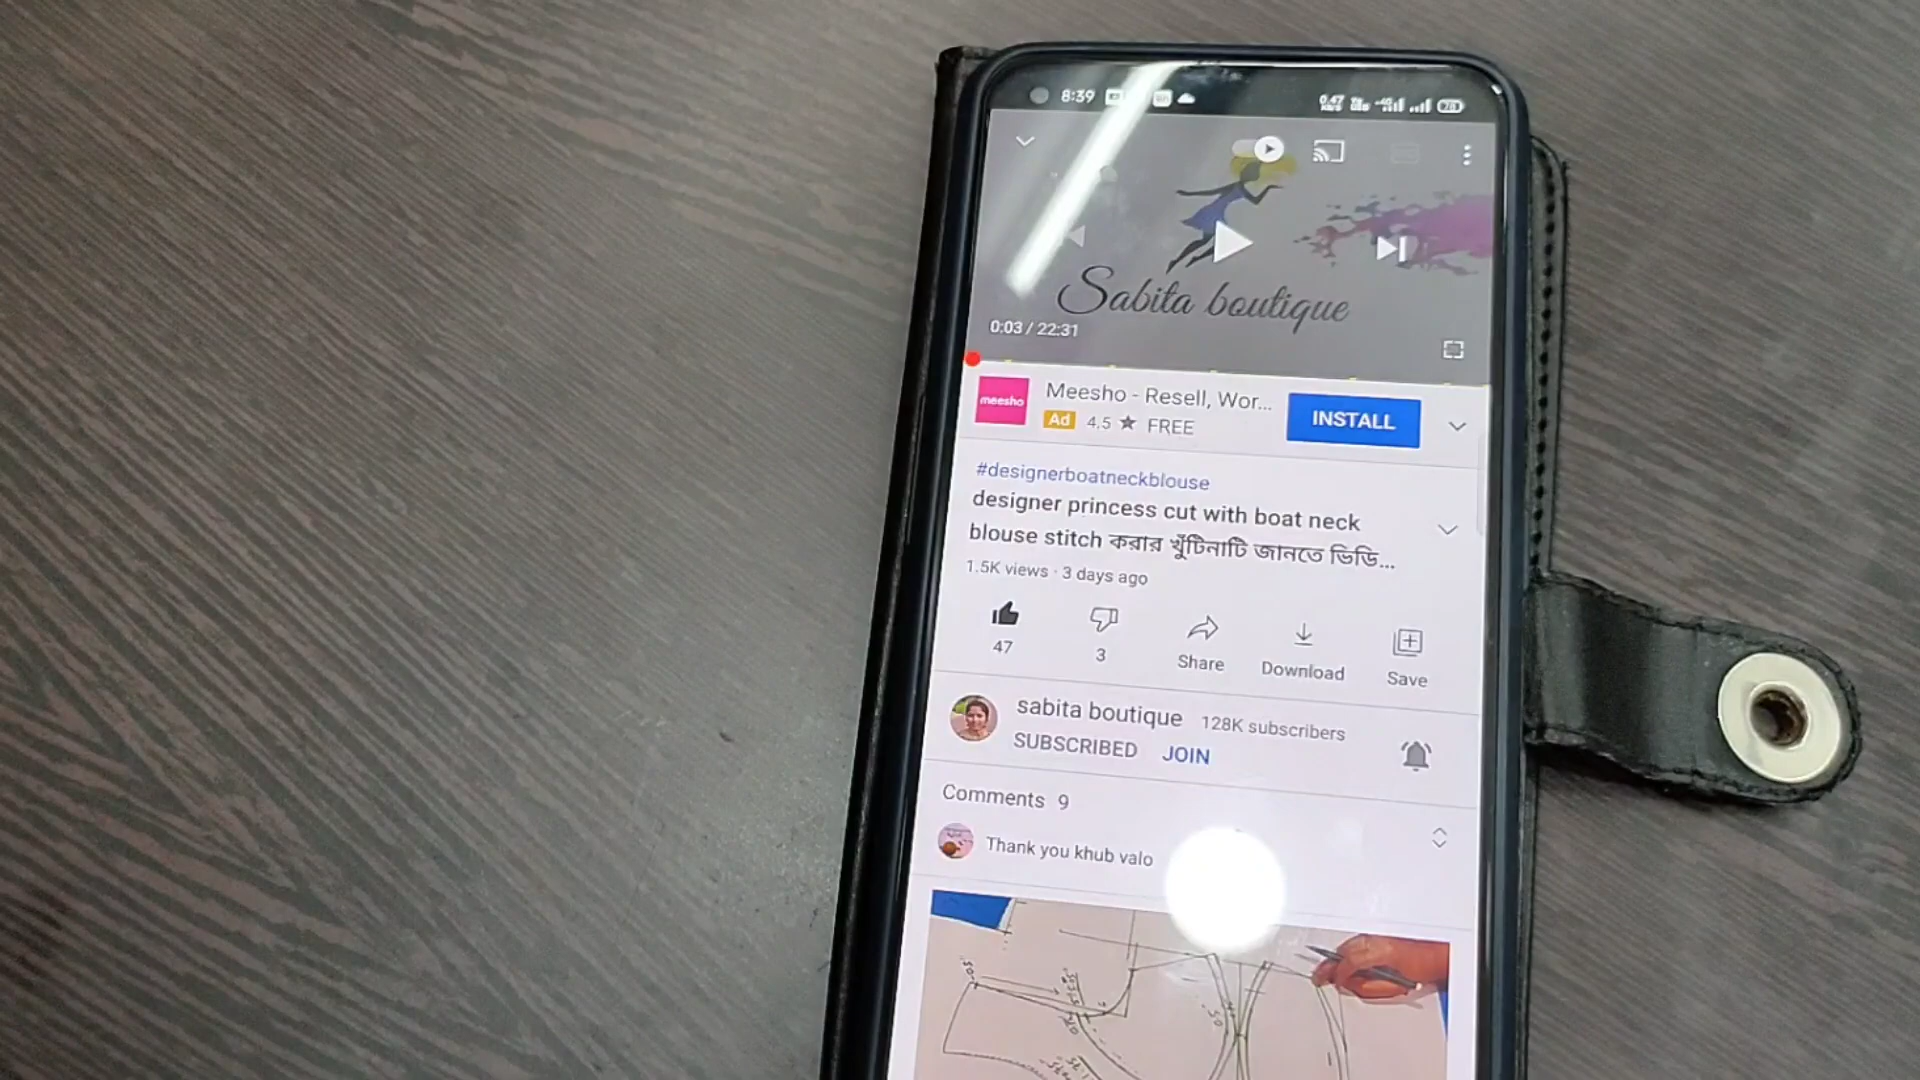 8:39
Sabita boutique
0:03 / 22:31
meesho
Meesho - Resell, Wor...
Ad 4.5 ★ FREE
INSTALL
#designerboatneckblouse
designer princess cut with boat neck
blouse stitch করার খুঁটিনাটি জানতে ভিডি...
1.5K views · 3 days ago
47
3
Share
Download
Save
sabita boutique 128K subscribers
SUBSCRIBED JOIN
Comments 9
Thank you khub valo